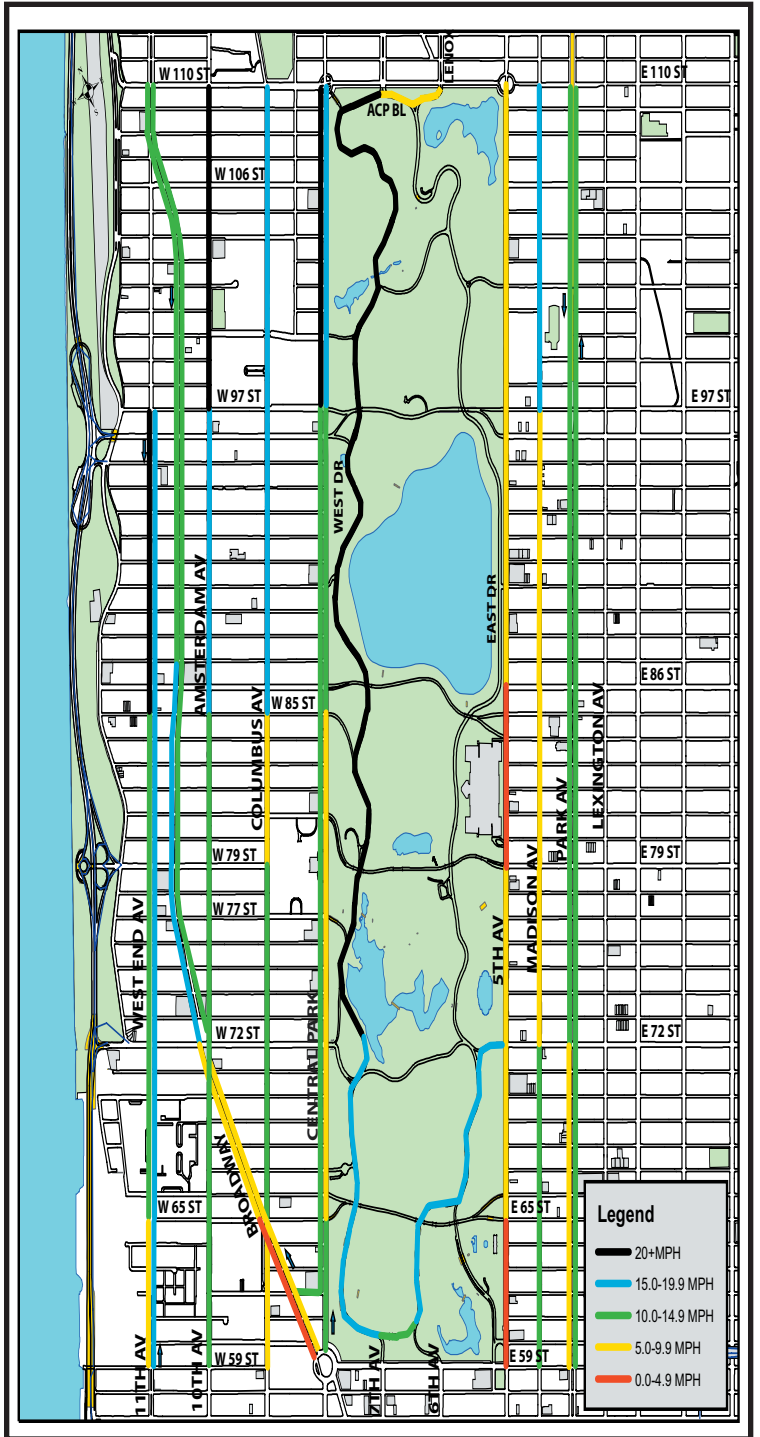 W 110 ST
LENOX
E 110 ST
ACP BL
W 106 ST
W 97 ST
E 97 ST
WEST DR
EAST DR
AMSTERDAM AV
COLUMBUS AV
E 86 ST
W 85 ST
PARK AV
LEXINGTON AV
W 79 ST
E 79 ST
W 77 ST
WEST END AV
5TH AV
MADISON AV
W 72 ST
E 72 ST
CENTRAL PARK
BROADWAY
W 65 ST
E 65 ST
11TH AV
10TH AV
W 59 ST
7TH AV
6TH AV
E 59 ST
Legend
20+MPH
15.0-19.9 MPH
10.0-14.9 MPH
5.0-9.9 MPH
0.0-4.9 MPH